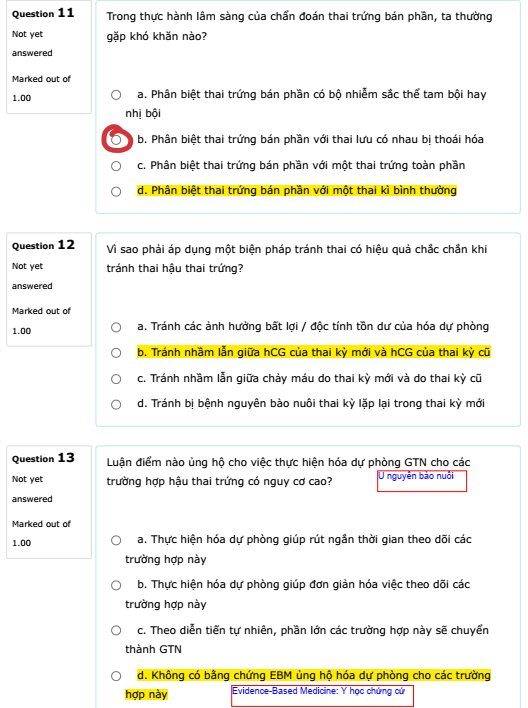 Question 11
Not yet
answered
Marked out of
1.00
Trong thực hành lâm sàng của chẩn đoán thai trứng bán phần, ta thường
gặp khó khăn nào?
a. Phân biệt thai trứng bán phần có bộ nhiễm sắc thể tam bội hay
nhị bội
b. Phân biệt thai trứng bán phần với thai lưu có nhau bị thoái hóa
c. Phân biệt thai trứng bán phần với một thai trứng toàn phần
d. Phân biệt thai trứng bán phần với một thai kì bình thường
Question 12
Not yet
answered
Marked out of
1.00
Vì sao phải áp dụng một biện pháp tránh thai có hiệu quả chắc chắn khi
tránh thai hậu thai trứng?
a. Tránh các ảnh hưởng bất lợi / độc tính tồn dư của hóa dự phòng
b. Tránh nhầm lẫn giữa hCG của thai kỳ mới và hCG của thai kỳ cũ
c. Tránh nhầm lẫn giữa chảy máu do thai kỳ mới và do thai kỳ cũ
d. Tránh bị bệnh nguyên bào nuôi thai kỳ lặp lại trong thai kỳ mới
Question 13
Not yet
answered
Marked out of
1.00
Luận điểm nào ủng hộ cho việc thực hiện hóa dự phòng GTN cho các
trường hợp hậu thai trứng có nguy cơ cao?
U nguyên bào nuôi
a. Thực hiện hóa dự phòng giúp rút ngắn thời gian theo dõi các
trường hợp này
b. Thực hiện hóa dự phòng giúp đơn giản hóa việc theo dõi các
trường hợp này
c. Theo diễn tiến tự nhiên, phần lớn các trường hợp này sẽ chuyển
thành GTN
d. Không có bằng chứng EBM ủng hộ hóa dự phòng cho các trường
hợp này
Evidence-Based Medicine: Y học chứng cứ